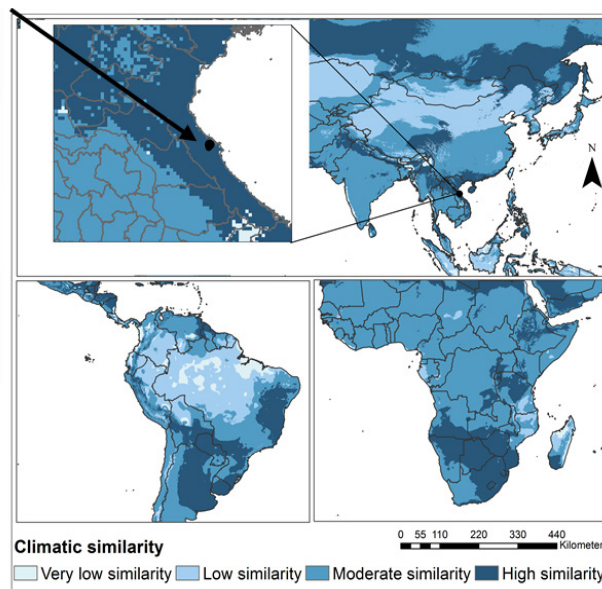 N
0 55 110 220 330 440
Kilometer
Climatic similarity
Very low similarity Low similarity Moderate similarity High similarity